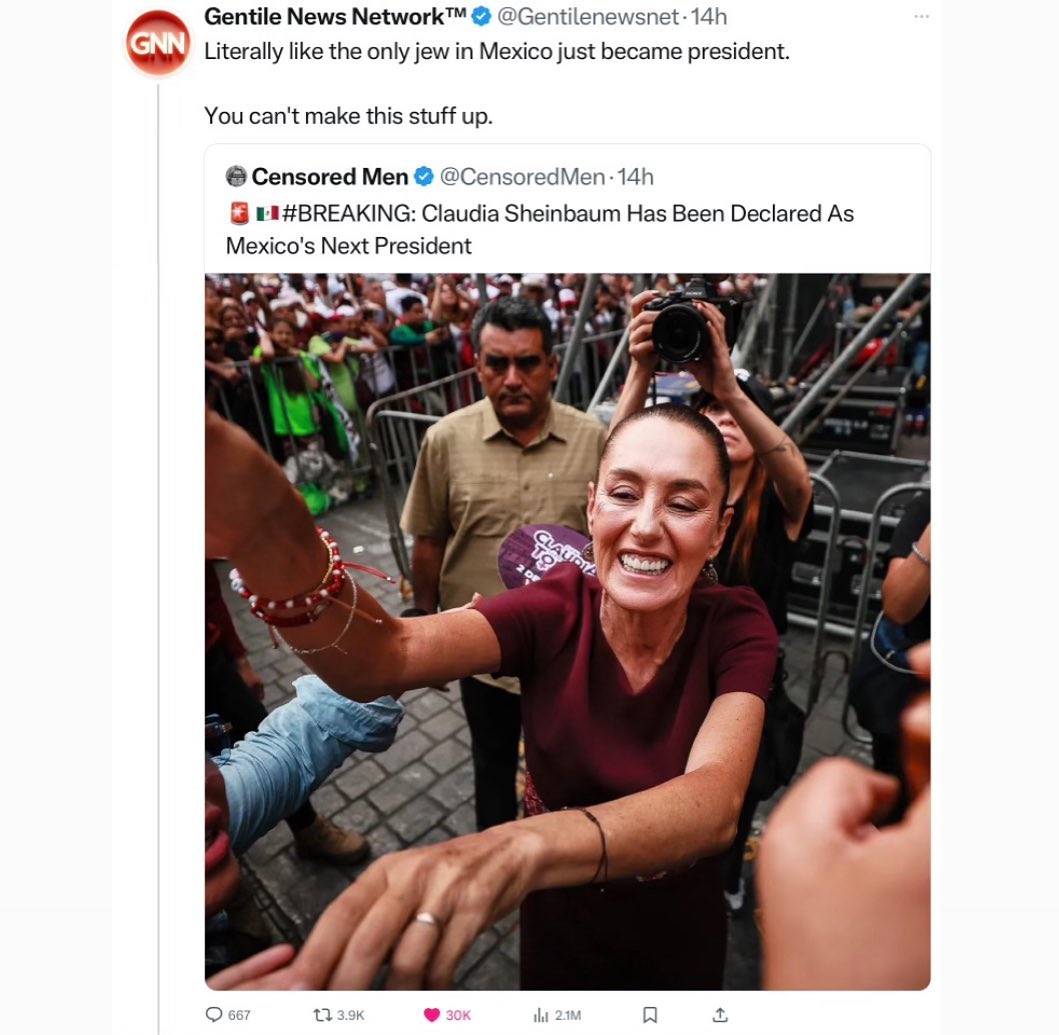 GNN
Gentile News Network™ @Gentilenewsnet · 14h
Literally like the only jew in Mexico just became president.
You can't make this stuff up.
Censored Men @CensoredMen · 14h
🚨🇲🇽#BREAKING: Claudia Sheinbaum Has Been Declared As
Mexico's Next President
SONY
CLAUDIA
667 3.9K 30K 2.1M